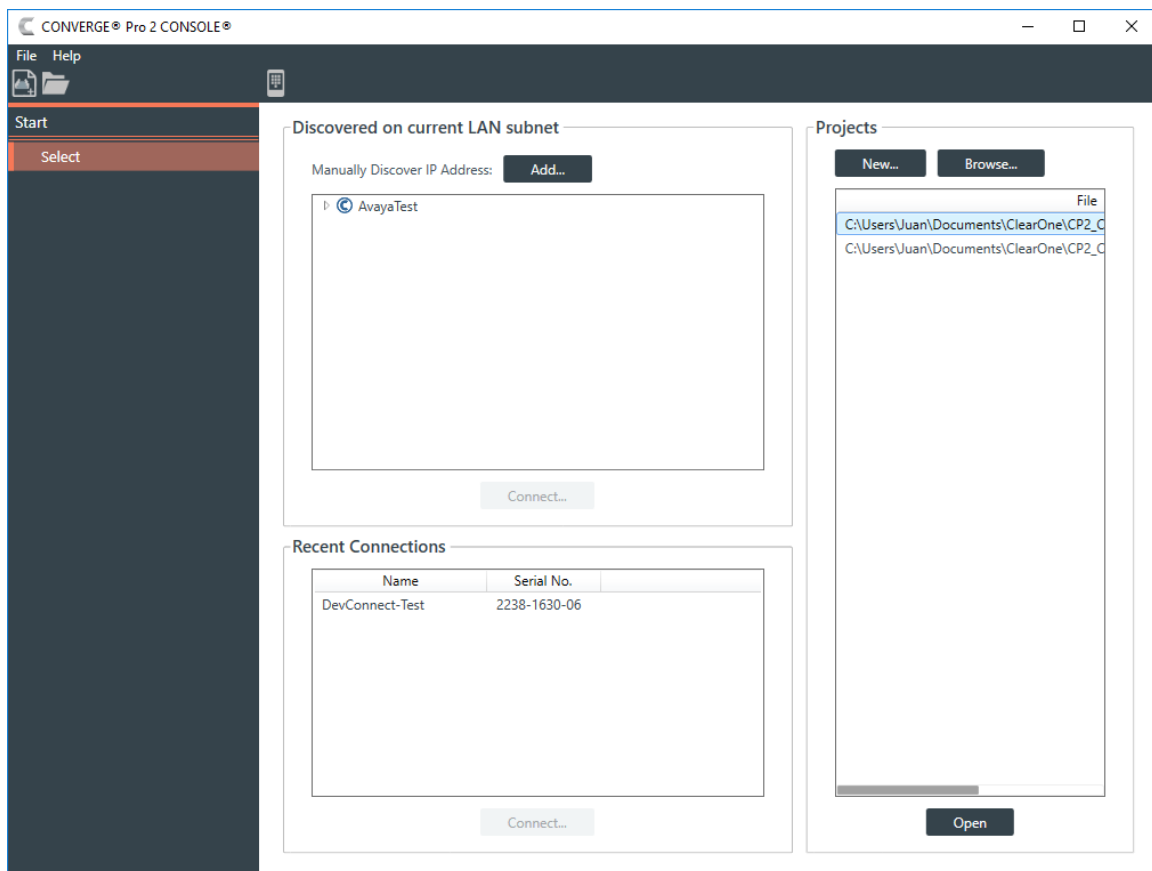 CONVERGE® Pro 2 CONSOLE®
File Help
Start
Select
Discovered on current LAN subnet
Manually Discover IP Address: Add...
AvayaTest
Connect...
Recent Connections
Name Serial No.
DevConnect-Test 2238-1630-06
Connect...
Projects
New... Browse...
File
C:\Users\Juan\Documents\ClearOne\CP2_C
C:\Users\Juan\Documents\ClearOne\CP2_C
Open